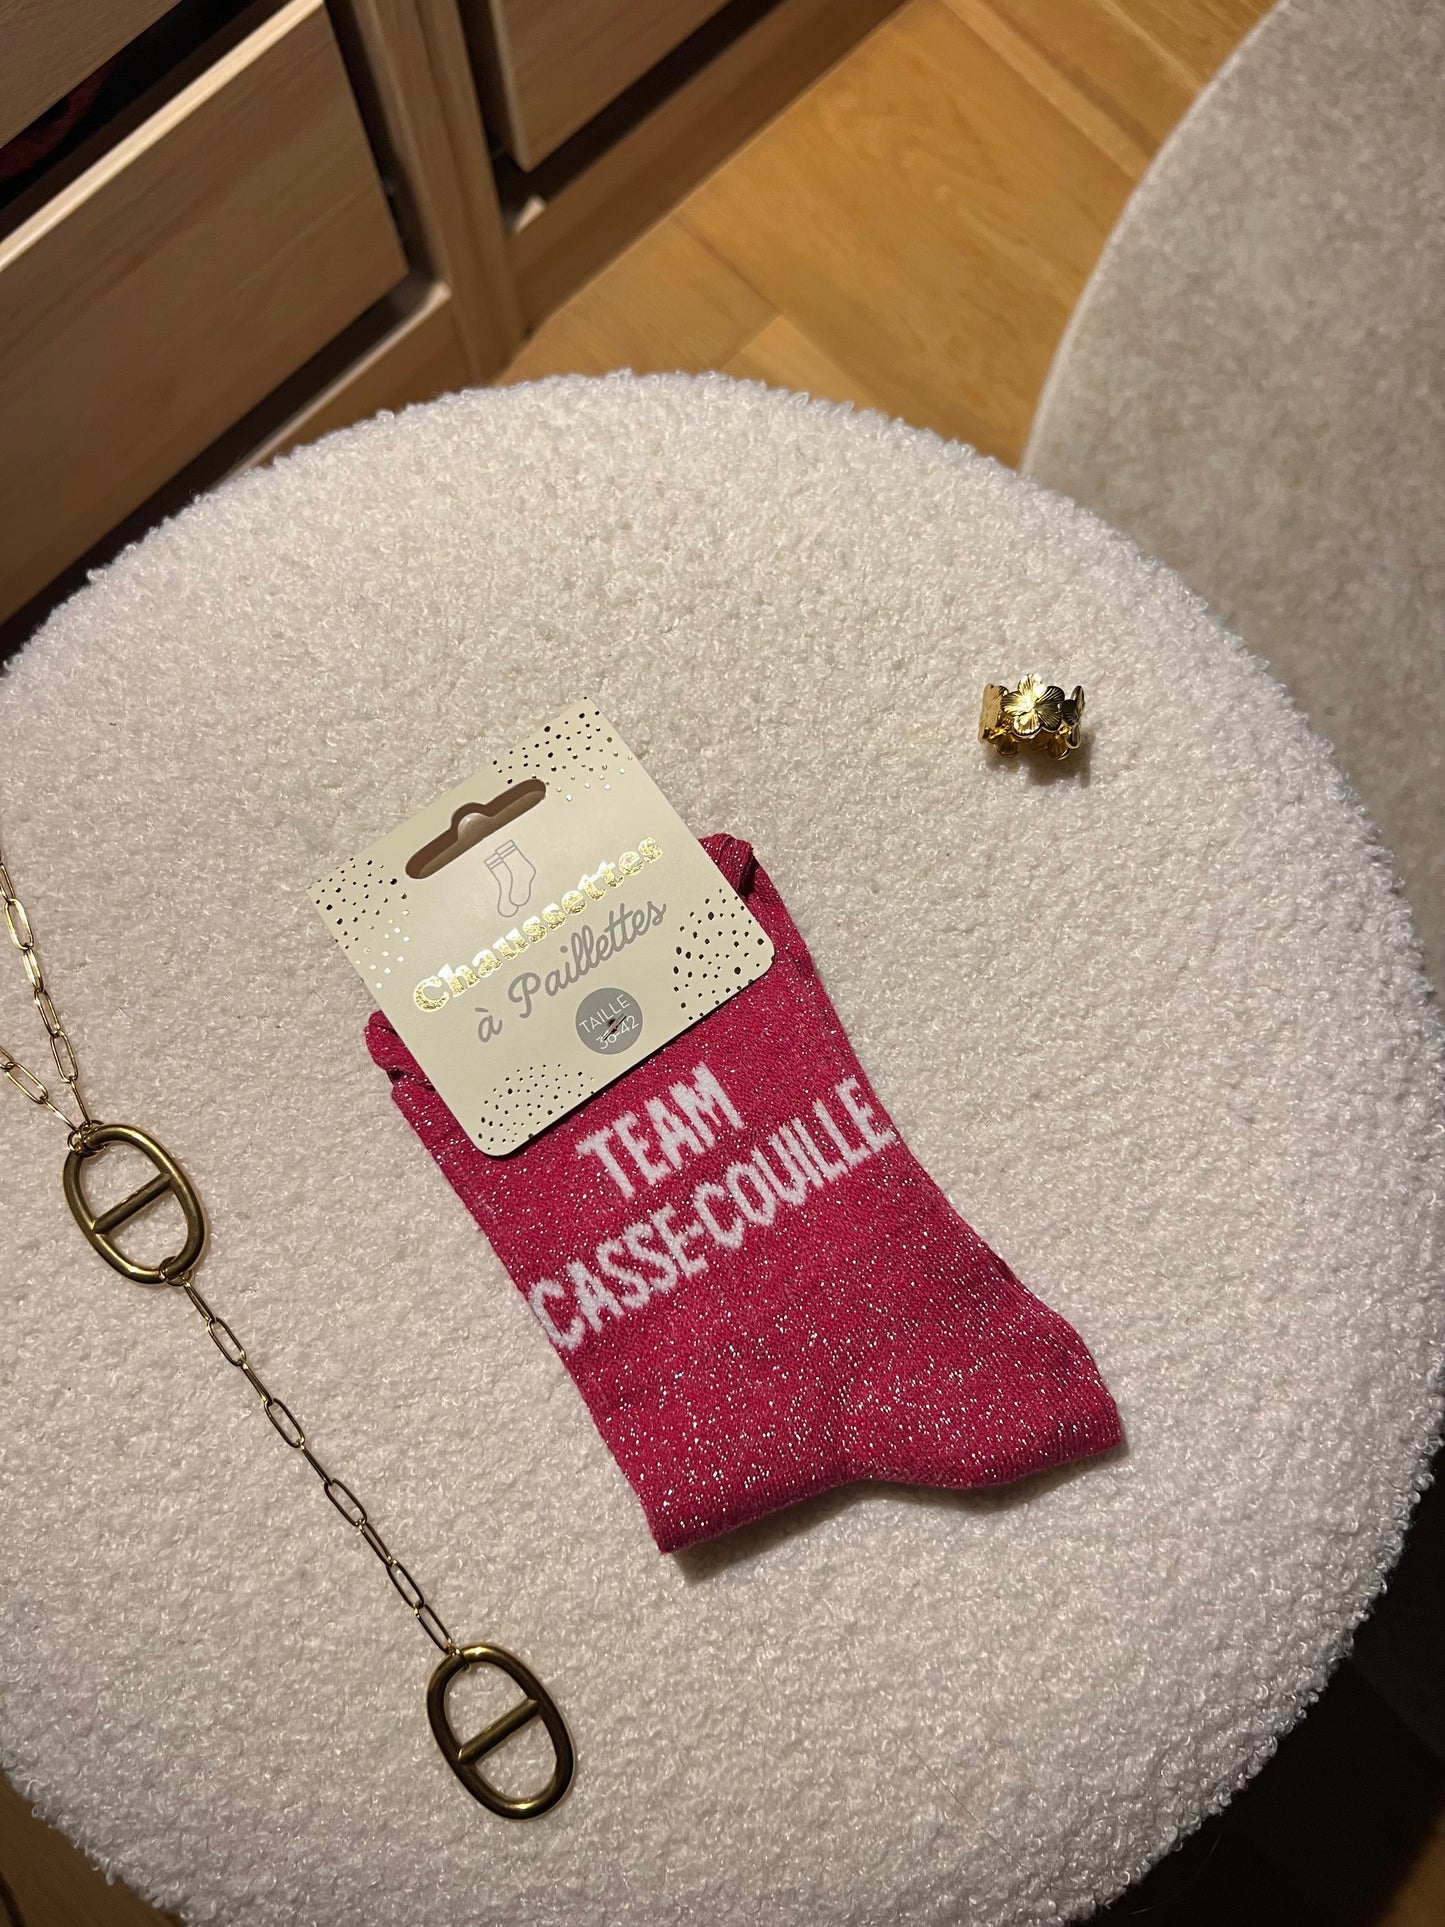 Chaussettes
à Paillettes
TAILLE
36-42
TEAM
CASSE-COUILLE